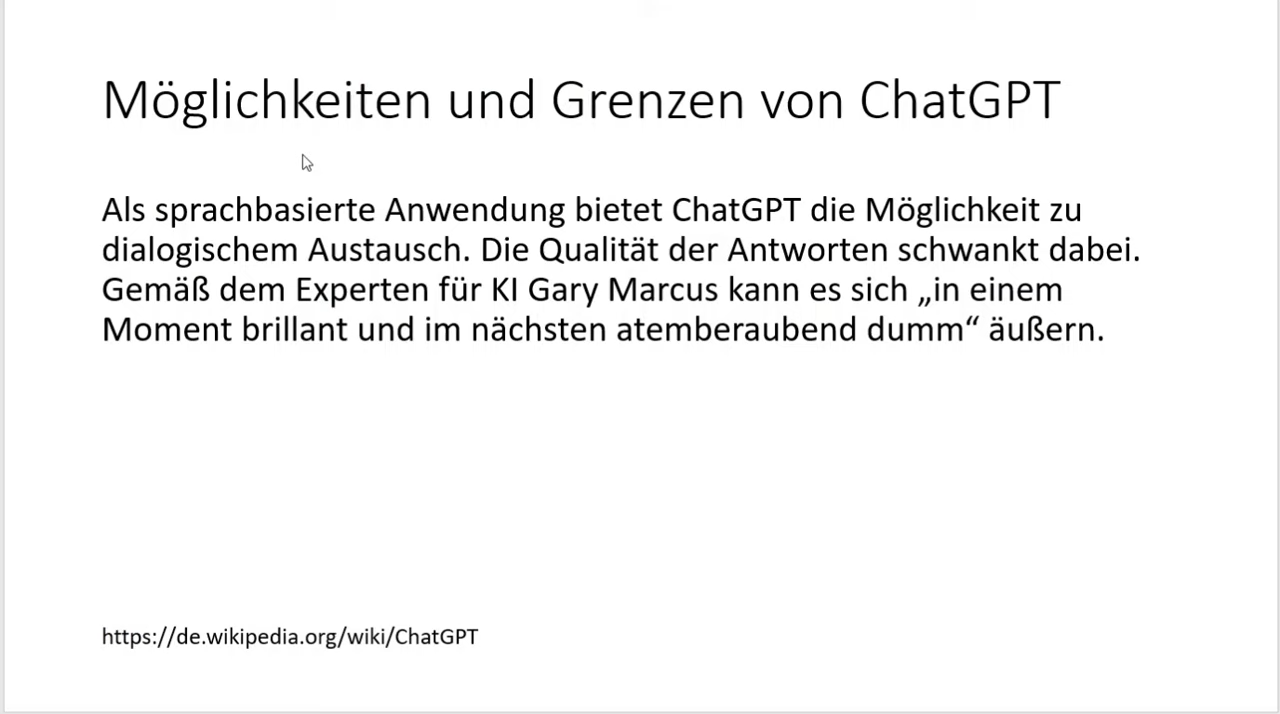 Möglichkeiten und Grenzen von ChatGPT
Als sprachbasierte Anwendung bietet ChatGPT die Möglichkeit zu
dialogischem Austausch. Die Qualität der Antworten schwankt dabei.
Gemäß dem Experten für KI Gary Marcus kann es sich „in einem
Moment brillant und im nächsten atemberaubend dumm“ äußern.
https://de.wikipedia.org/wiki/ChatGPT